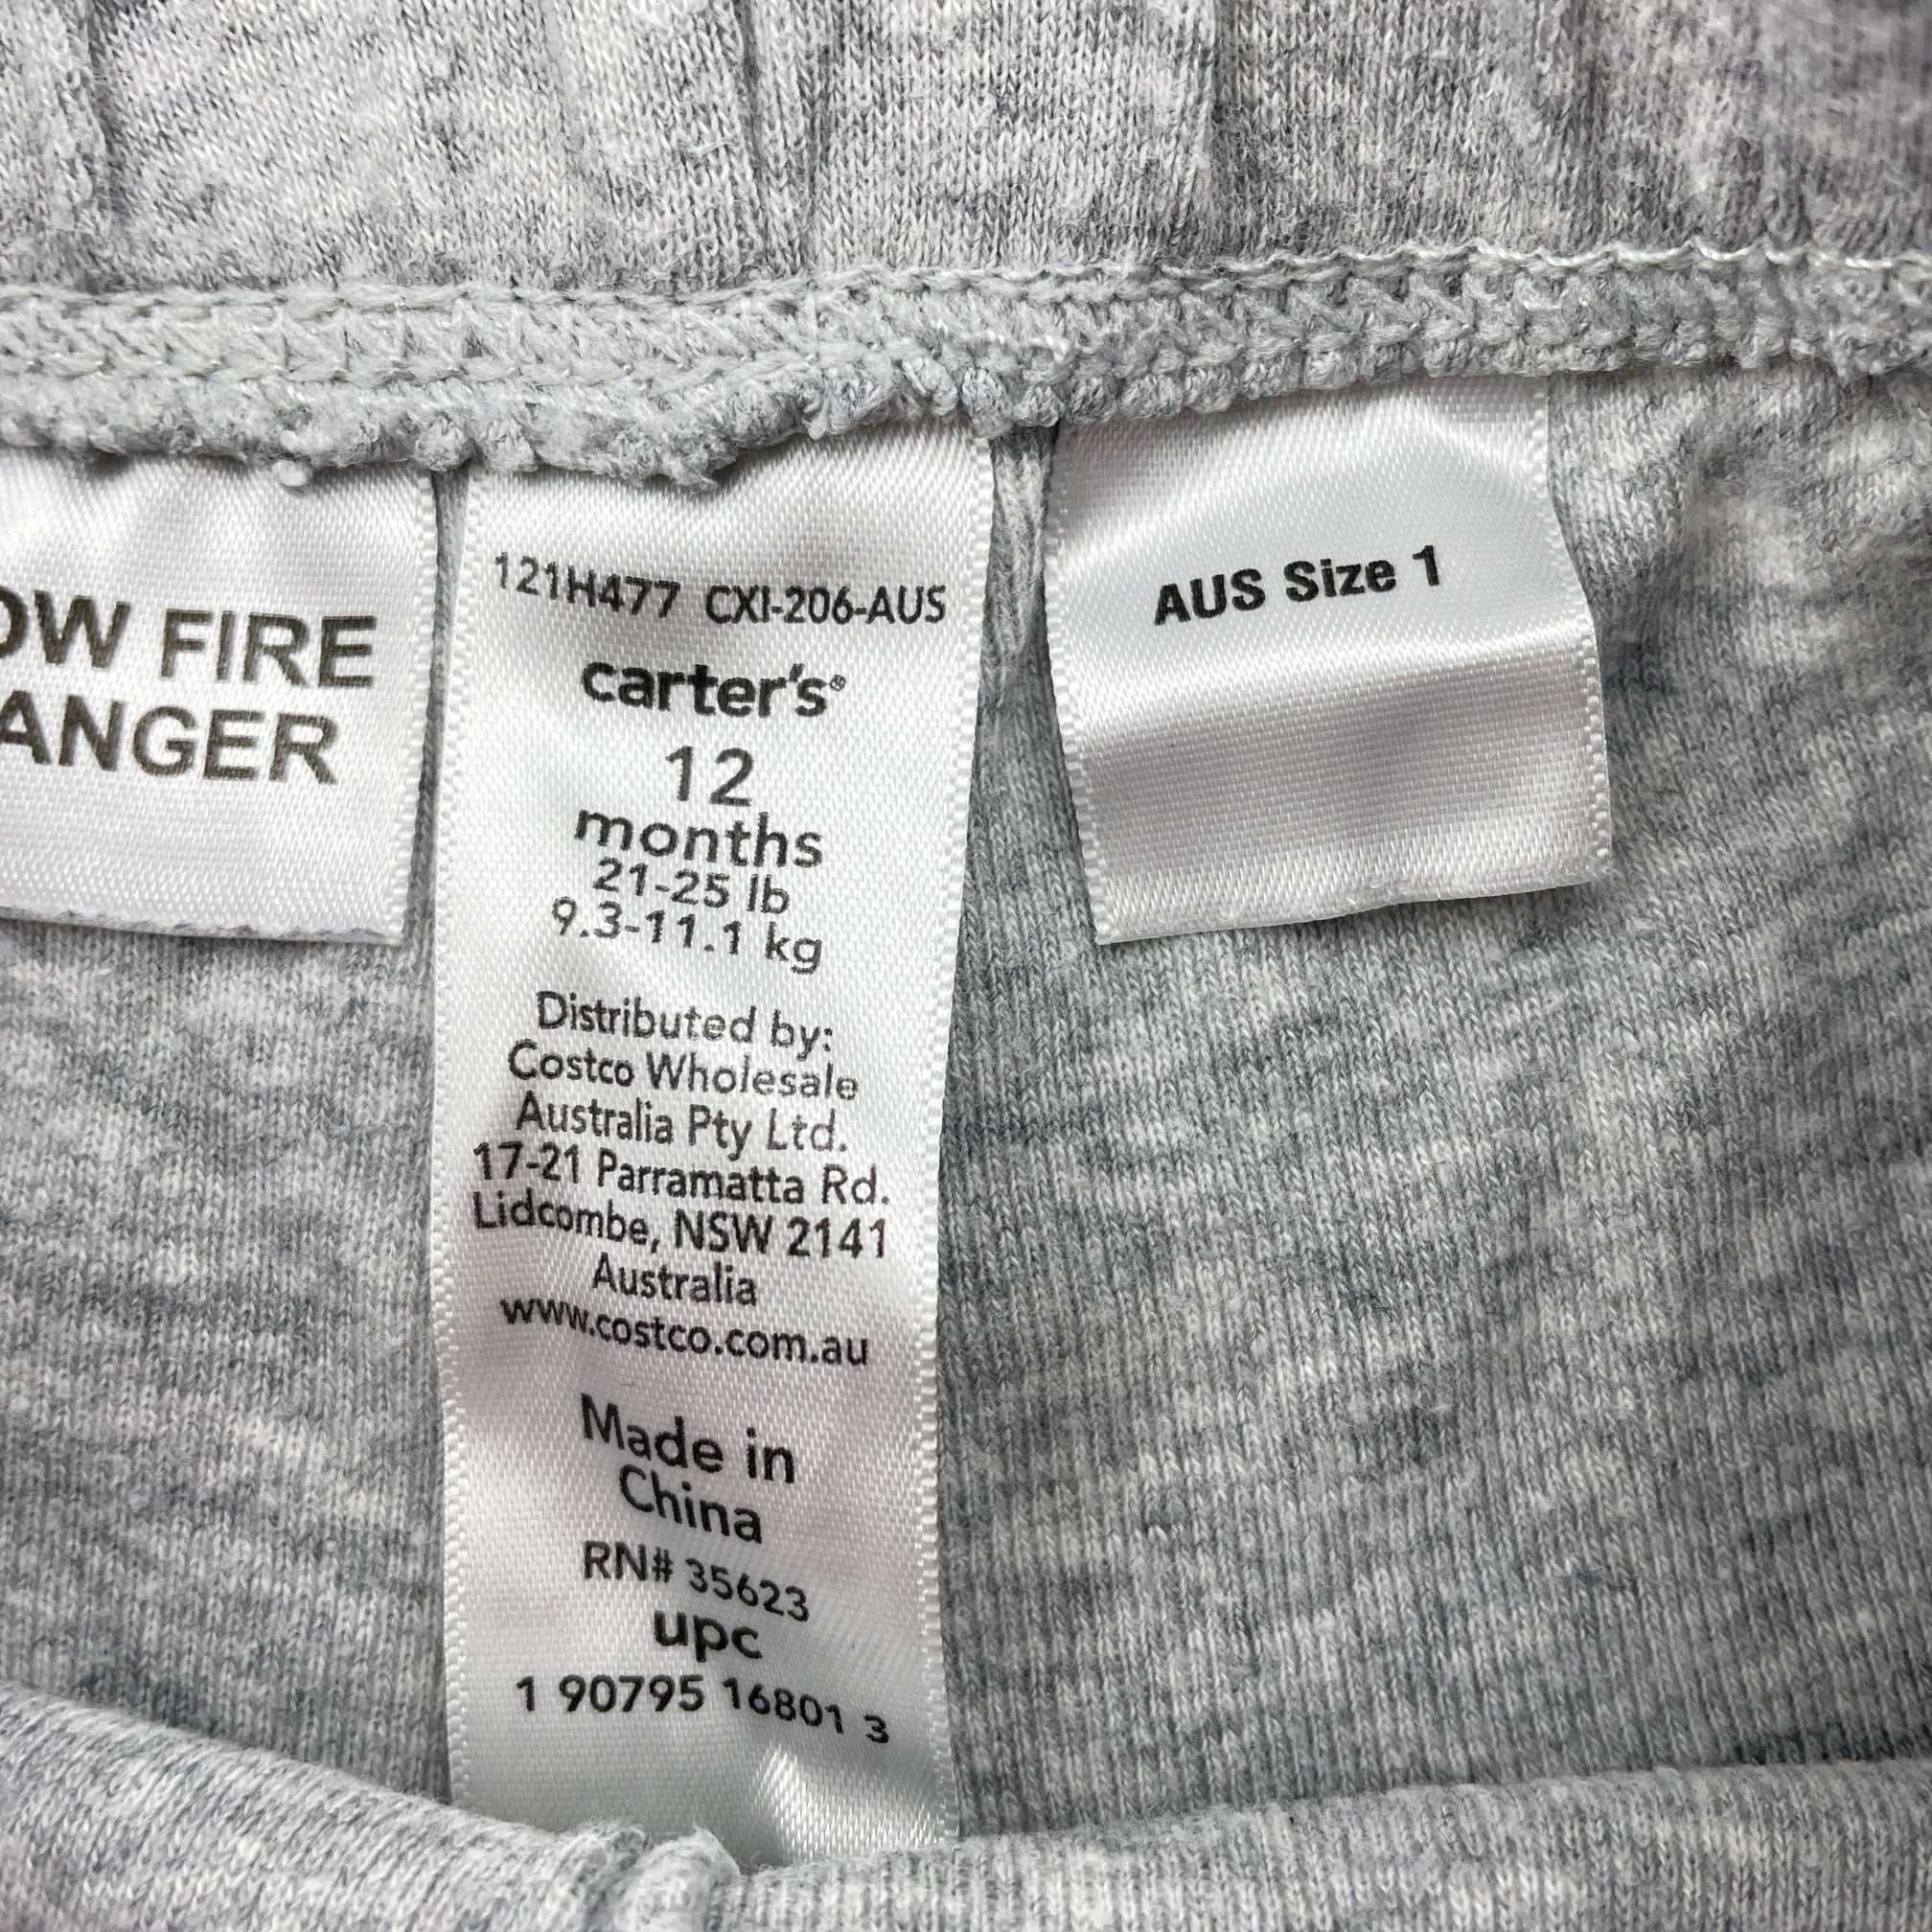 FIRE
121H477 CXI-206-AUS
carter's®
12
months
21-25 lb
9.3-11.1 kg
Distributed by:
Costco Wholesale
Australia Pty Ltd.
17-21 Parramatta Rd.
Lidcombe, NSW 2141
Australia
www.costco.com.au
Made in
China
RN# 35623
upc
1 90795 16801 3
AUS Size 1